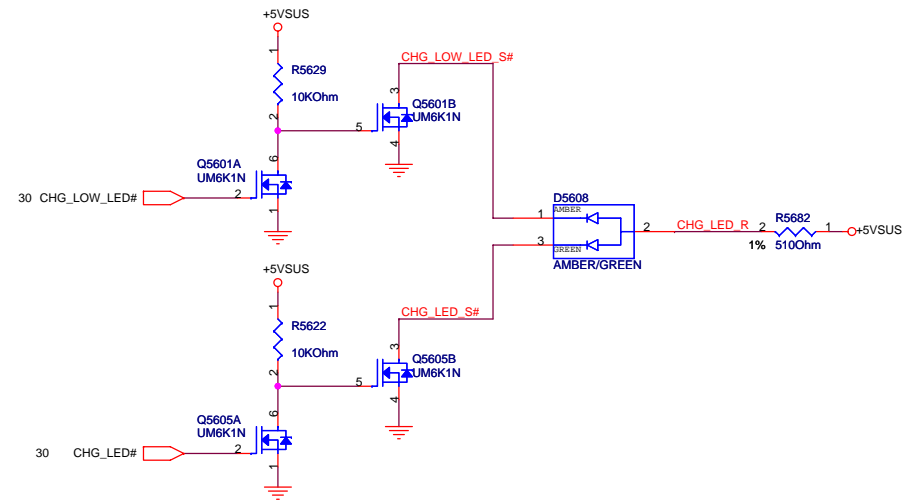 +5VSUS
1
R5629
10KOhm
2
CHG_LOW_LED_S#
3
Q5601B
UM6K1N
5
4
6
Q5601A
UM6K1N
30 CHG_LOW_LED#
2
1
D5608
AMBER
1
2
CHG_LED_R
2
R5682
1
+5VSUS
1% 510Ohm
3
GREEN
AMBER/GREEN
+5VSUS
1
R5622
10KOhm
2
CHG_LED_S#
3
Q5605B
UM6K1N
5
4
6
Q5605A
UM6K1N
30 CHG_LED#
2
1